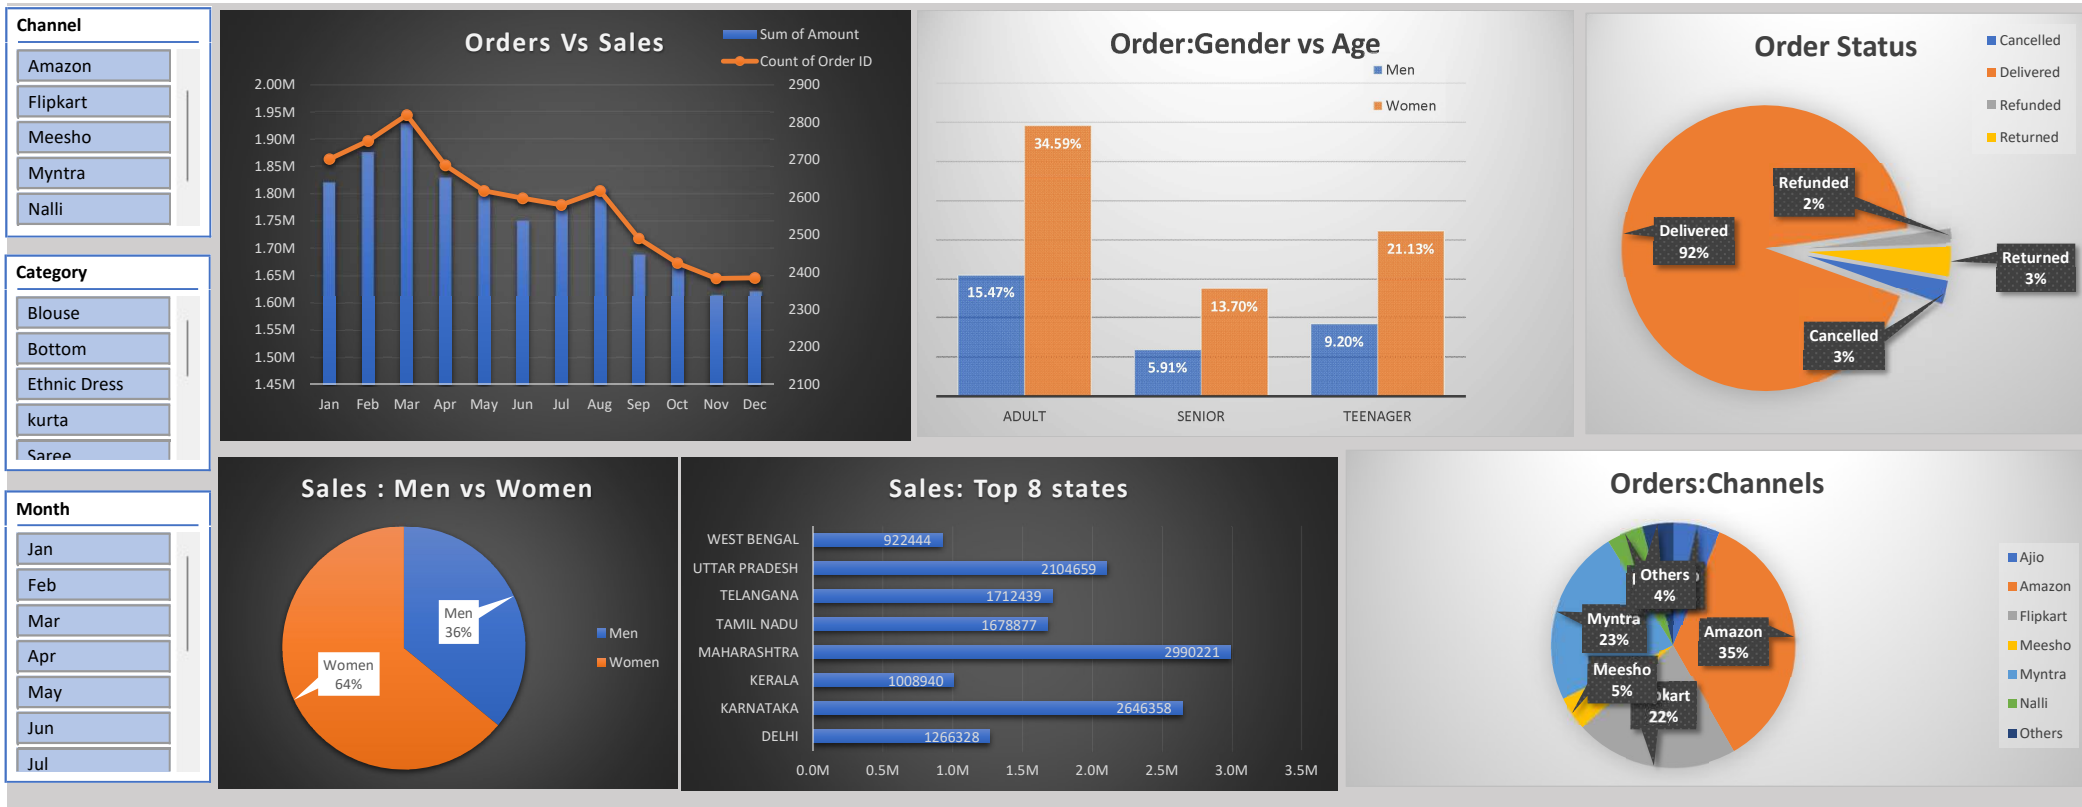 Channel
Amazon
Flipkart
Meesho
Myntra
Nalli
Category
Blouse
Bottom
Ethnic Dress
kurta
Saree
Month
Jan
Feb
Mar
Apr
May
Jun
Jul
Orders Vs Sales
Sum of Amount
Count of Order ID
2.00M
1.95M
1.90M
1.85M
1.80M
1.75M
1.70M
1.65M
1.60M
1.55M
1.50M
1.45M
2900
2800
2700
2600
2500
2400
2300
2200
2100
Jan Feb Mar Apr May Jun Jul Aug Sep Oct Nov Dec
Order:Gender vs Age
Men
Women
34.59%
15.47%
13.70%
5.91%
21.13%
9.20%
ADULT SENIOR TEENAGER
Order Status
Cancelled
Delivered
Refunded
Returned
Refunded
2%
Delivered
92%
Returned
3%
Cancelled
3%
Sales : Men vs Women
Men
36%
Women
64%
Men
Women
Sales: Top 8 states
WEST BENGAL 922444
UTTAR PRADESH 2104659
TELANGANA 1712439
TAMIL NADU 1678877
MAHARASHTRA 2990221
KERALA 1008940
KARNATAKA 2646358
DELHI 1266328
0.0M 0.5M 1.0M 1.5M 2.0M 2.5M 3.0M 3.5M
Orders:Channels
Others
4%
Myntra
23%
Amazon
35%
Meesho
5%
kart
22%
Ajio
Amazon
Flipkart
Meesho
Myntra
Nalli
Others